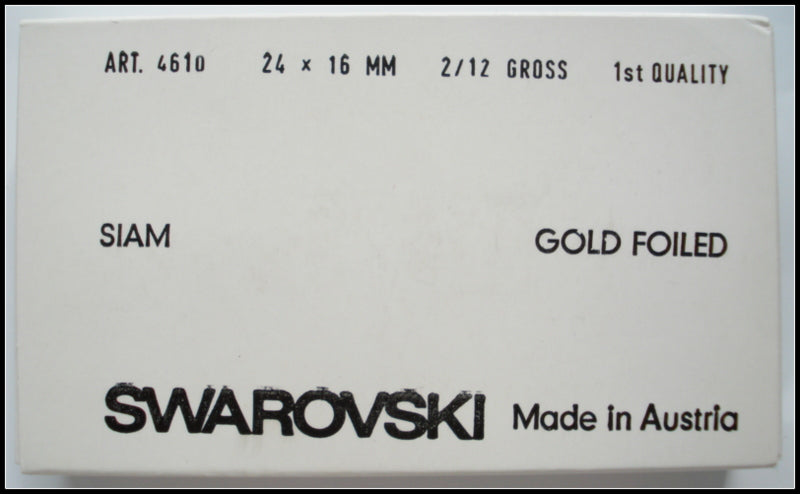 ART. 4610 24 × 16 MM 2/12 GROSS 1st QUALITY
SIAM GOLD FOILED
SWAROVSKI Made in Austria